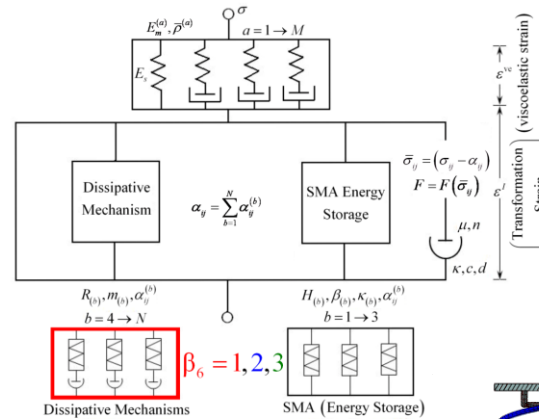 σ
E_m^(a), ρ̄^(a)
a = 1 → M
E_s
ε^ve
(viscoelastic strain)
Dissipative
Mechanism
α_ij = Σ_{b=1}^{N} α_ij^(b)
SMA Energy
Storage
σ̄_ij = (σ_ij − α_ij)
F = F(σ̄_ij)
μ, n
κ, c, d
ε^I
Transformation
Strain
R_(b), m_(b), α_ij^(b)
b = 4 → N
H_(b), β_(b), κ_(b), α_ij^(b)
b = 1 → 3
β_6 = 1, 2, 3
Dissipative Mechanisms
SMA (Energy Storage)